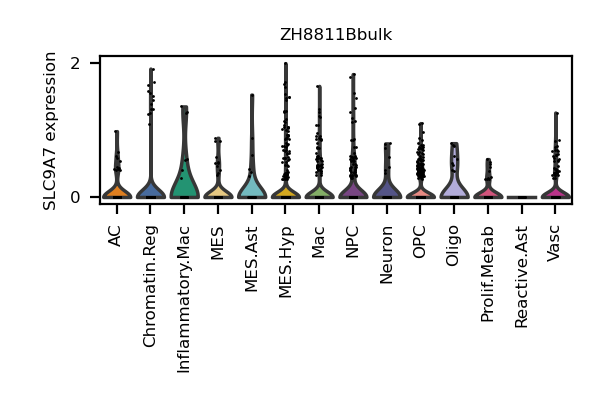 ZH8811Bbulk
SLC9A7 expression
2
0
AC
Chromatin.Reg
Inflammatory.Mac
MES
MES.Ast
MES.Hyp
Mac
NPC
Neuron
OPC
Oligo
Prolif.Metab
Reactive.Ast
Vasc